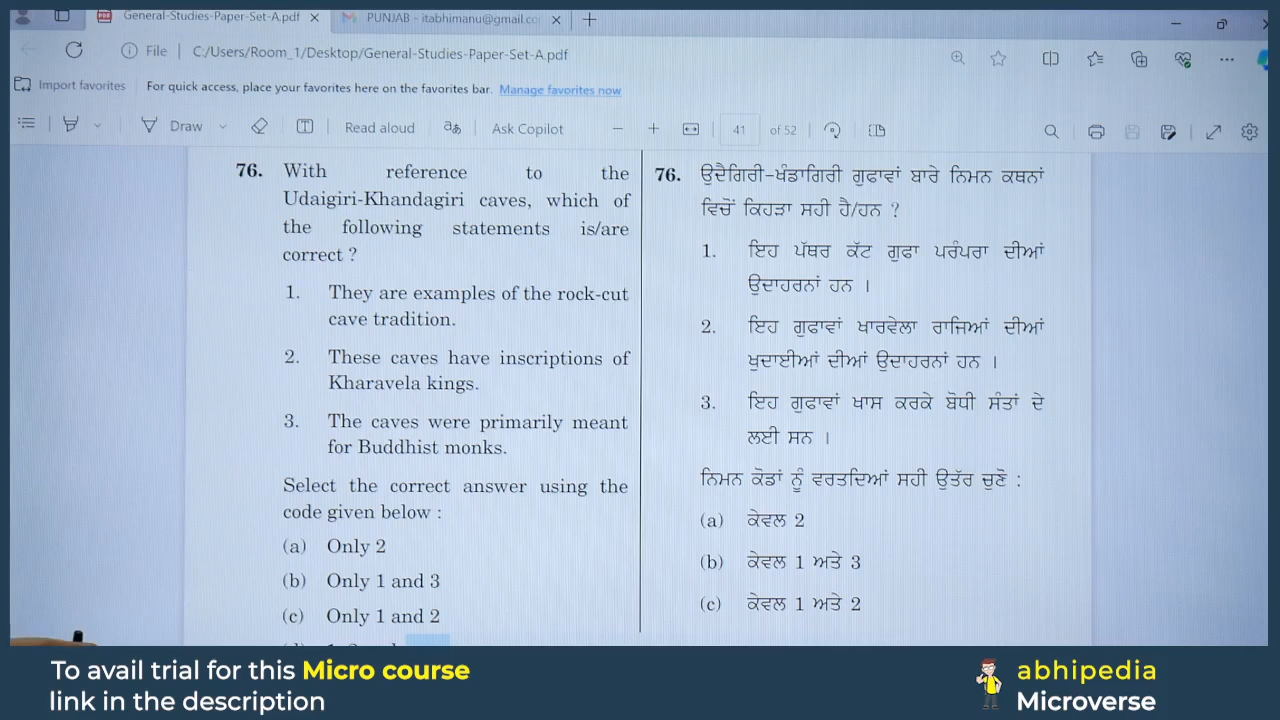 General-Studies-Paper-Set-A.pdf
PUNJAB - itabhimanu@gmail.co
File
C:/Users/Room_1/Desktop/General-Studies-Paper-Set-A.pdf
Import favorites
For quick access, place your favorites here on the favorites bar. Manage favorites now
Draw
Read aloud
Ask Copilot
41 of 52
76. With reference to the
Udaigiri-Khandagiri caves, which of
the following statements is/are
correct ?
1. They are examples of the rock-cut
cave tradition.
2. These caves have inscriptions of
Kharavela kings.
3. The caves were primarily meant
for Buddhist monks.
Select the correct answer using the
code given below :
(a) Only 2
(b) Only 1 and 3
(c) Only 1 and 2
76. ਉਦੈਗਿਰੀ-ਖੰਡਾਗਿਰੀ ਗੁਫਾਵਾਂ ਬਾਰੇ ਨਿਮਨ ਕਥਨਾਂ
ਵਿਚੋਂ ਕਿਹੜਾ ਸਹੀ ਹੈ/ਹਨ ?
1. ਇਹ ਪੱਥਰ ਕੱਟ ਗੁਫਾ ਪਰੰਪਰਾ ਦੀਆਂ
ਉਦਾਹਰਨਾਂ ਹਨ ।
2. ਇਹ ਗੁਫਾਵਾਂ ਖਾਰਵੇਲਾ ਰਾਜਿਆਂ ਦੀਆਂ
ਖੁਦਾਈਆਂ ਦੀਆਂ ਉਦਾਹਰਨਾਂ ਹਨ ।
3. ਇਹ ਗੁਫਾਵਾਂ ਖਾਸ ਕਰਕੇ ਬੋਧੀ ਸੰਤਾਂ ਦੇ
ਲਈ ਸਨ ।
ਨਿਮਨ ਕੋਡਾਂ ਨੂੰ ਵਰਤਦਿਆਂ ਸਹੀ ਉਤੱਰ ਚੁਣੋ :
(a) ਕੇਵਲ 2
(b) ਕੇਵਲ 1 ਅਤੇ 3
(c) ਕੇਵਲ 1 ਅਤੇ 2
To avail trial for this Micro course
link in the description
abhipedia
Microverse